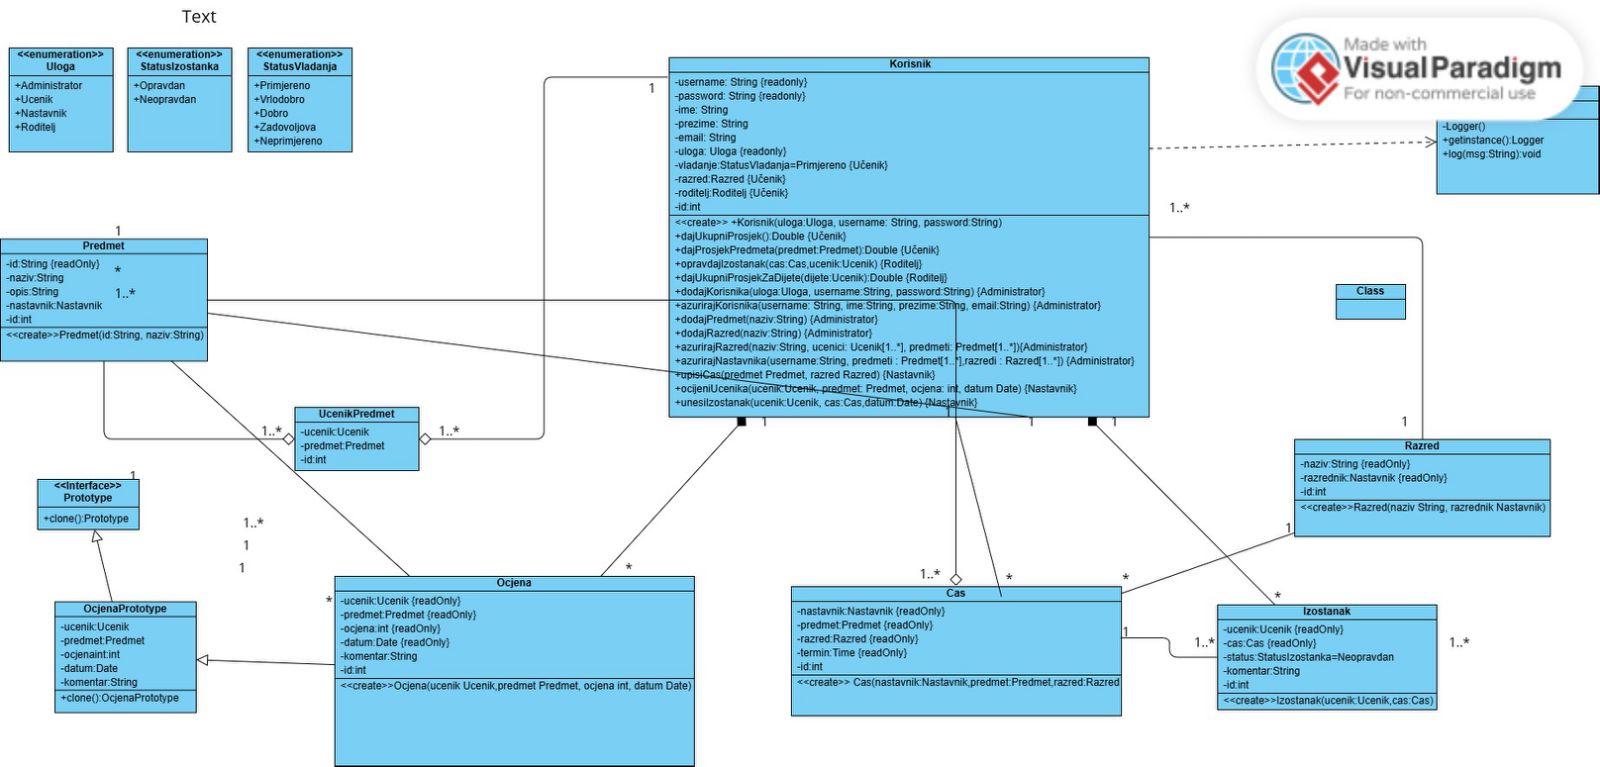 Text
<<enumeration>>
Uloga
+Administrator
+Ucenik
+Nastavnik
+Roditelj
<<enumeration>>
StatusIzostanka
+Opravdan
+Neopravdan
<<enumeration>>
StatusVladanja
+Primjereno
+Vrlodobro
+Dobro
+Zadovoljova
+Neprimjereno
Korisnik
-username: String {readonly}
-password: String {readonly}
-ime: String
-prezime: String
-email: String
-uloga: Uloga {readonly}
-vladanje:StatusVladanja=Primjereno {Učenik}
-razred:Razred {Učenik}
-roditelj:Roditelj {Učenik}
-id:int
<<create>> +Korisnik(uloga:Uloga, username: String, password:String)
+dajUkupniProsjek():Double {Učenik}
+dajProsjekPredmeta(predmet:Predmet):Double {Učenik}
+opravdajIzostanak(cas:Cas,ucenik:Ucenik) {Roditelj}
+dajUkupniProsjekZaDijete(dijete:Ucenik):Double {Roditelj}
+dodajKorisnika(uloga:Uloga, username:String, password:String) {Administrator}
+azurirajKorisnika(username: String, ime:String, prezime:String, email:String) {Administrator}
+dodajPredmet(naziv:String) {Administrator}
+dodajRazred(naziv:String) {Administrator}
+azurirajRazred(naziv:String, ucenici: Ucenik[1..*], predmeti: Predmet[1..*]){Administrator}
+azurirajNastavnika(username:String, predmeti : Predmet[1..*],razredi : Razred[1..*]) {Administrator}
+upisiCas(predmet Predmet, razred Razred) {Nastavnik}
+ocijeniUcenika(ucenik:Ucenik, predmet: Predmet, ocjena: int, datum Date) {Nastavnik}
+unesiIzostanak(ucenik:Ucenik, cas:Cas,datum:Date) {Nastavnik}
Made with
VisualParadigm
For non-commercial use
-Logger()
+getinstance():Logger
+log(msg:String):void
1
1..*
1
Predmet
-id:String {readOnly}
-naziv:String
-opis:String
-nastavnik:Nastavnik
-id:int
<<create>>Predmet(id:String, naziv:String)
*
1..*
Class
UcenikPredmet
-ucenik:Ucenik
-predmet:Predmet
-id:int
1..*
1..*
1
1
1
1
1
Razred
-naziv:String {readOnly}
-razrednik:Nastavnik {readOnly}
-id:int
<<create>>Razred(naziv String, razrednik Nastavnik)
1
1
<<Interface>>
Prototype
+clone():Prototype
1..*
1
1
*
*
1..*
*
*
*
1
1..*
1..*
OcjenaPrototype
-ucenik:Ucenik
-predmet:Predmet
-ocjenaint:int
-datum:Date
-komentar:String
+clone():OcjenaPrototype
Ocjena
-ucenik:Ucenik {readOnly}
-predmet:Predmet {readOnly}
-ocjena:int {readOnly}
-datum:Date {readOnly}
-komentar:String
-id:int
<<create>>Ocjena(ucenik Ucenik,predmet Predmet, ocjena int, datum Date)
Cas
-nastavnik:Nastavnik {readOnly}
-predmet:Predmet {readOnly}
-razred:Razred {readOnly}
-termin:Time {readOnly}
-id:int
<<create>> Cas(nastavnik:Nastavnik,predmet:Predmet,razred:Razred
Izostanak
-ucenik:Ucenik {readOnly}
-cas:Cas {readOnly}
-status:StatusIzostanka=Neopravdan
-komentar:String
-id:int
<<create>>Izostanak(ucenik:Ucenik,cas:Cas)